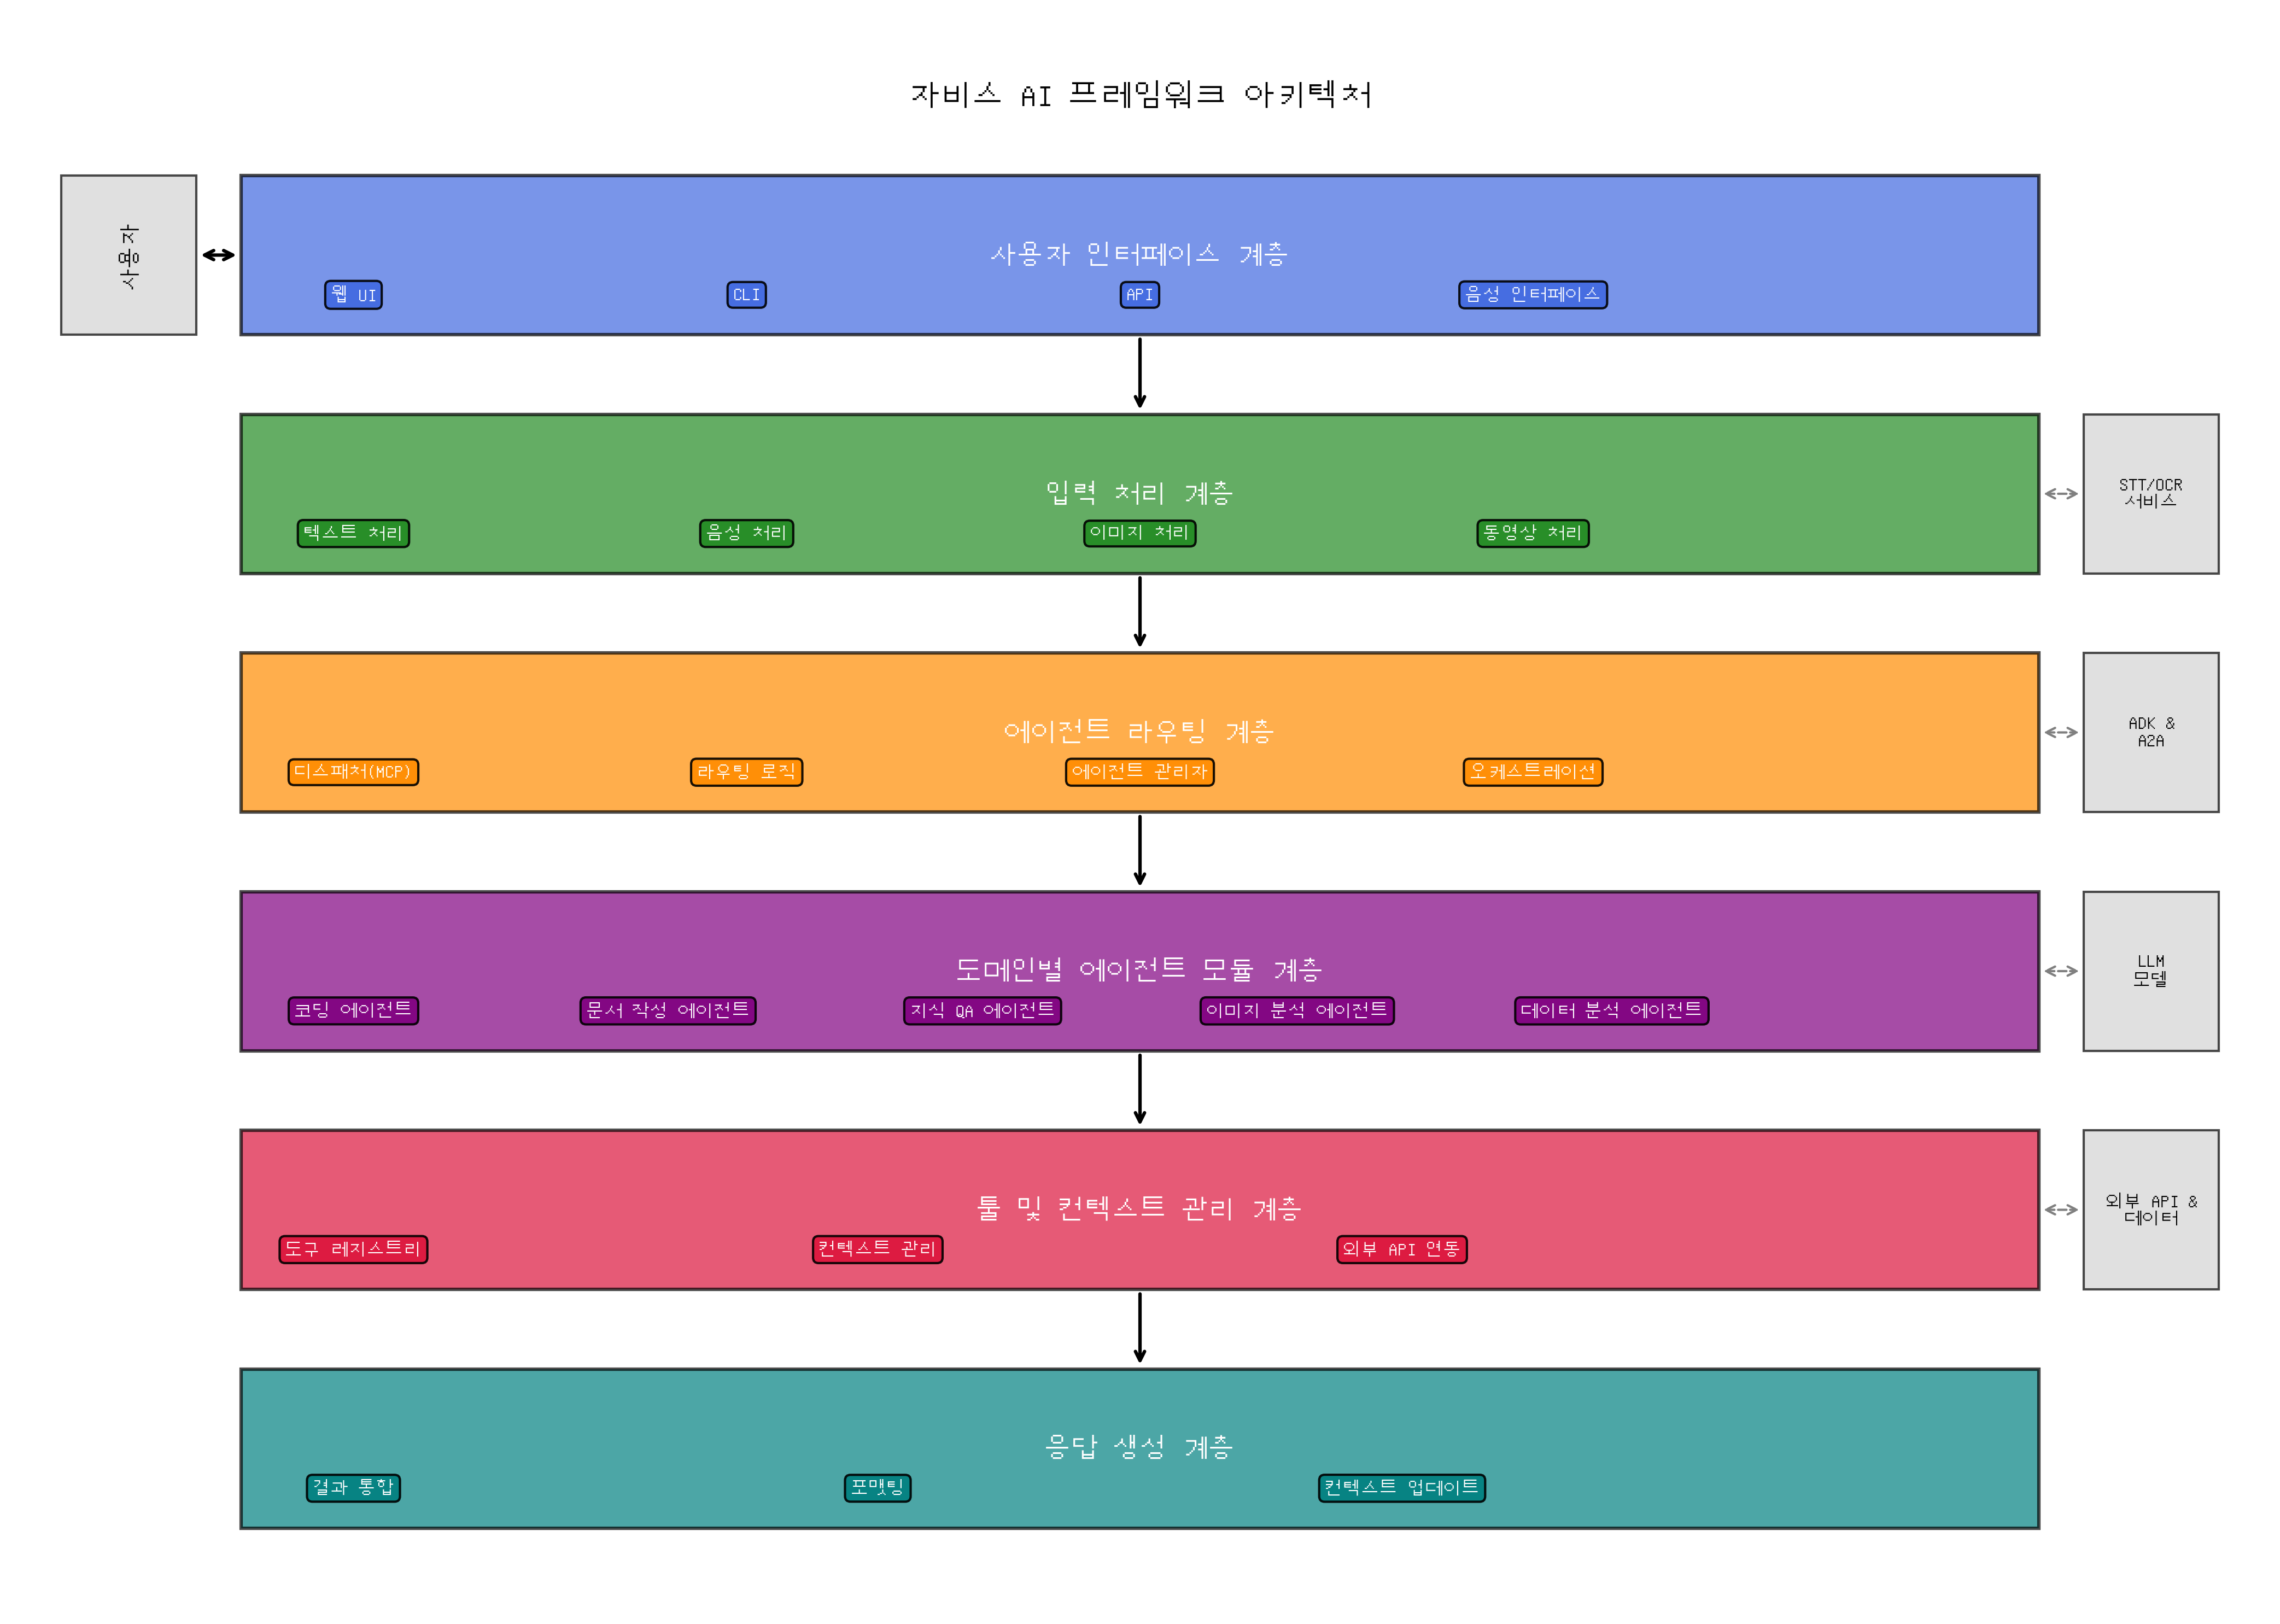 자비스 AI 프레임워크 아키텍처
사용자
사용자 인터페이스 계층
웹 UI
CLI
API
음성 인터페이스
입력 처리 계층
텍스트 처리
음성 처리
이미지 처리
동영상 처리
STT/OCR
서비스
에이전트 라우팅 계층
디스패처(MCP)
라우팅 로직
에이전트 관리자
오케스트레이션
ADK &
A2A
도메인별 에이전트 모듈 계층
코딩 에이전트
문서 작성 에이전트
지식 QA 에이전트
이미지 분석 에이전트
데이터 분석 에이전트
LLM
모델
툴 및 컨텍스트 관리 계층
도구 레지스트리
컨텍스트 관리
외부 API 연동
외부 API &
데이터
응답 생성 계층
결과 통합
포맷팅
컨텍스트 업데이트